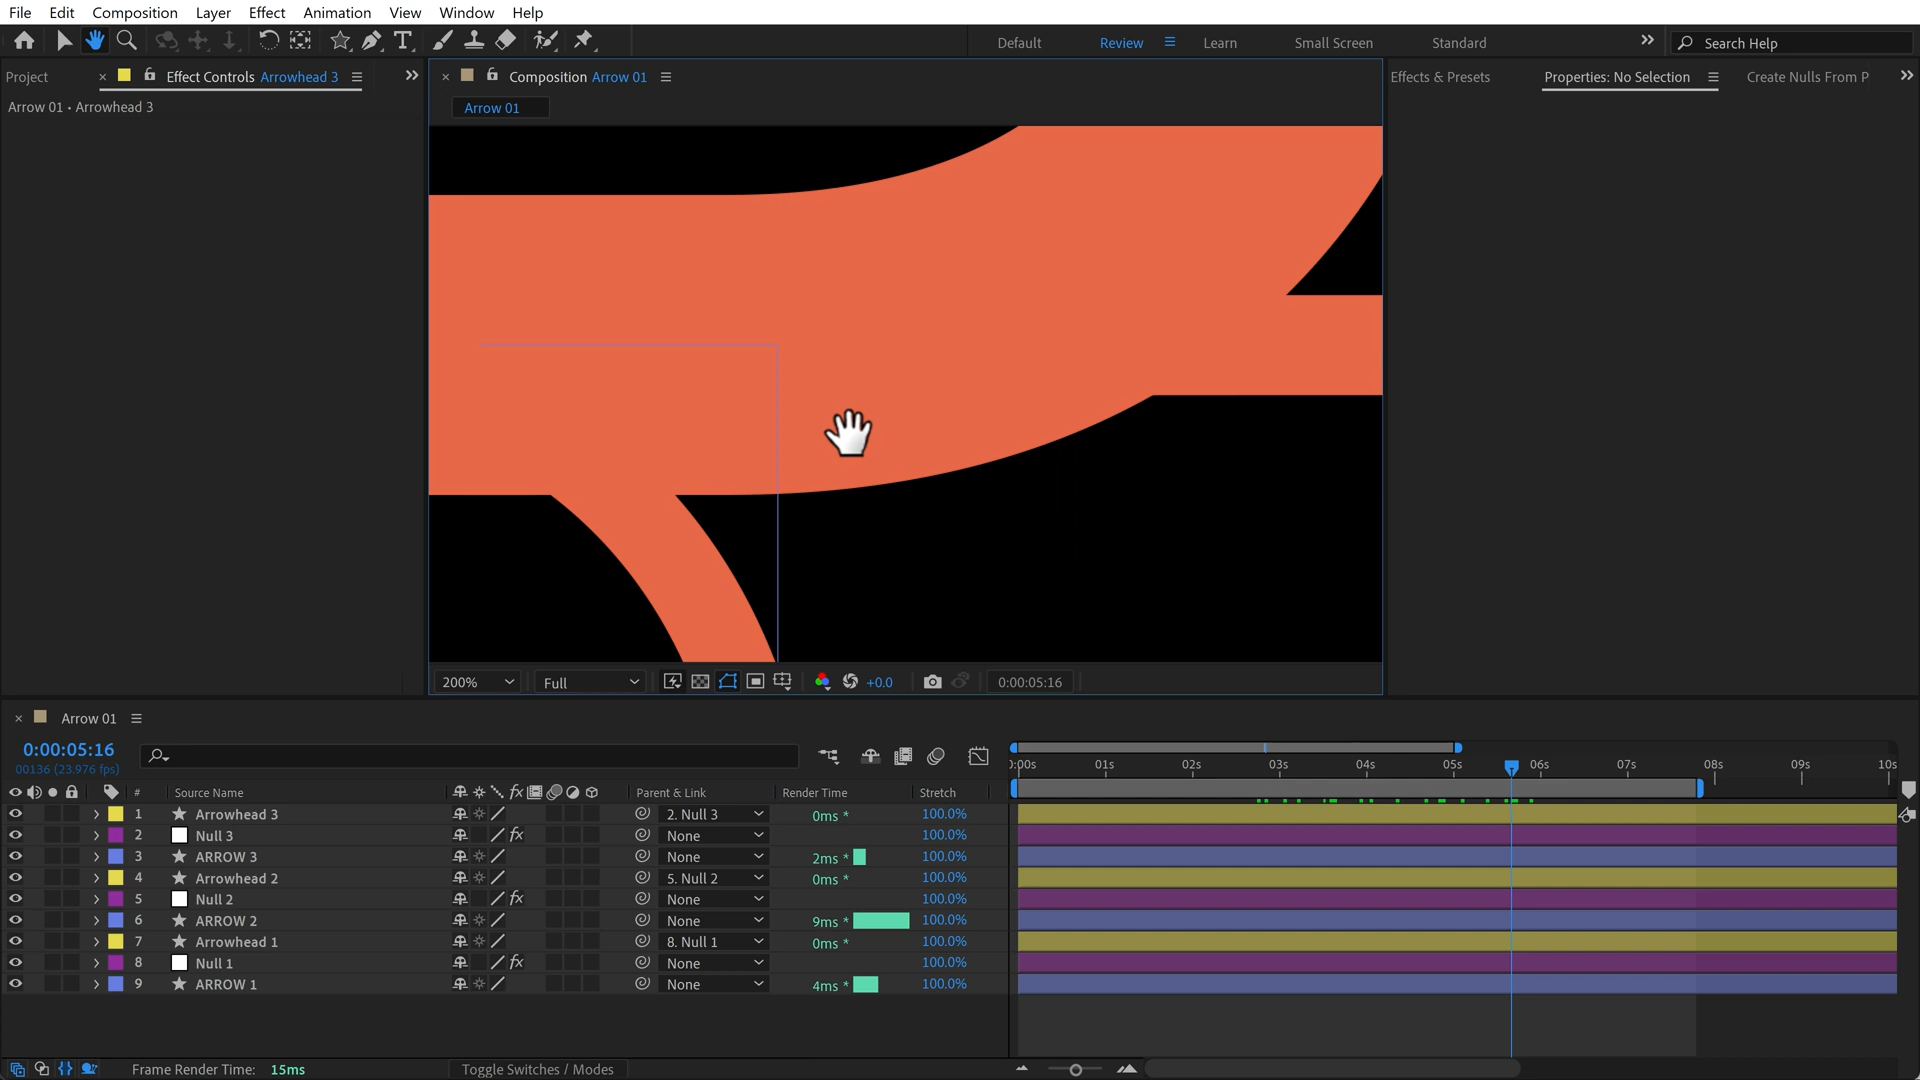 File Edit Composition Layer Effect Animation View Window Help
Default Review Learn Small Screen Standard Search Help
Project Effect Controls Arrowhead 3 Composition Arrow 01 Effects & Presets Properties: No Selection Create Nulls From P
Arrow 01 • Arrowhead 3
Arrow 01
200% Full +0.0 0:00:05:16
Arrow 01
0:00:05:16
00136 (23.976 fps)
:00s 01s 02s 03s 04s 05s 06s 07s 08s 09s 10s
# Source Name fx Parent & Link Render Time Stretch
1 Arrowhead 3 2. Null 3 0ms * 100.0%
2 Null 3 fx None 100.0%
3 ARROW 3 None 2ms * 100.0%
4 Arrowhead 2 5. Null 2 0ms * 100.0%
5 Null 2 fx None 100.0%
6 ARROW 2 None 9ms * 100.0%
7 Arrowhead 1 8. Null 1 0ms * 100.0%
8 Null 1 fx None 100.0%
9 ARROW 1 None 4ms * 100.0%
Frame Render Time: 15ms Toggle Switches / Modes